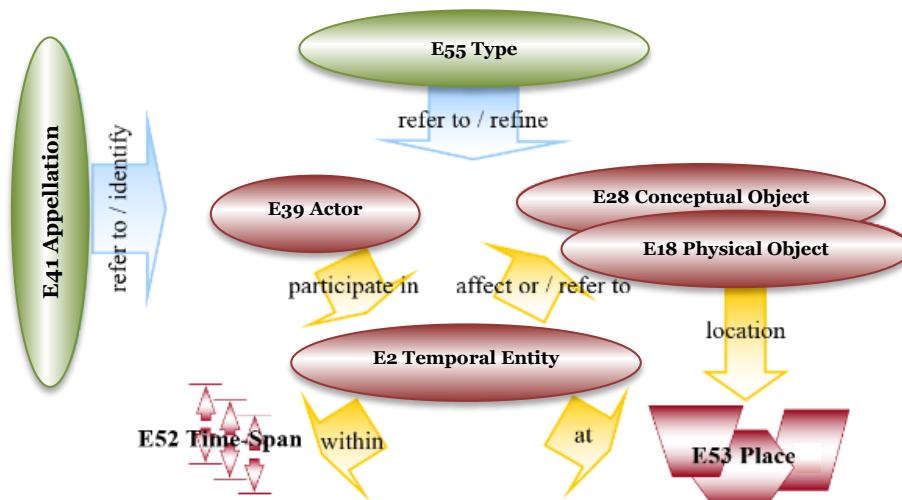 E55 Type
refer to / refine
E41 Appellation
refer to / identify
E39 Actor
E28 Conceptual Object
E18 Physical Object
participate in
affect or / refer to
location
E2 Temporal Entity
E52 Time-Span
within
at
E53 Place